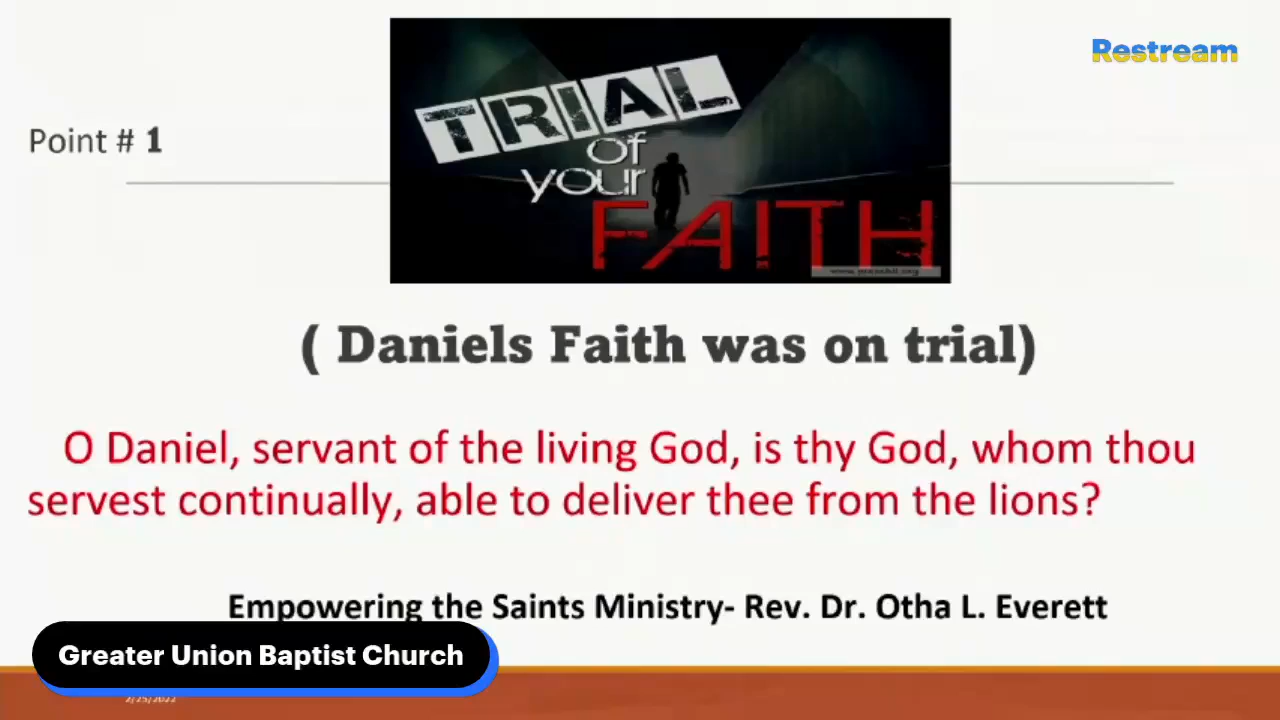 Restream
Point # 1
TRIAL
of
your
FAITH
( Daniels Faith was on trial)
O Daniel, servant of the living God, is thy God, whom thou
servest continually, able to deliver thee from the lions?
Empowering the Saints Ministry- Rev. Dr. Otha L. Everett
Greater Union Baptist Church